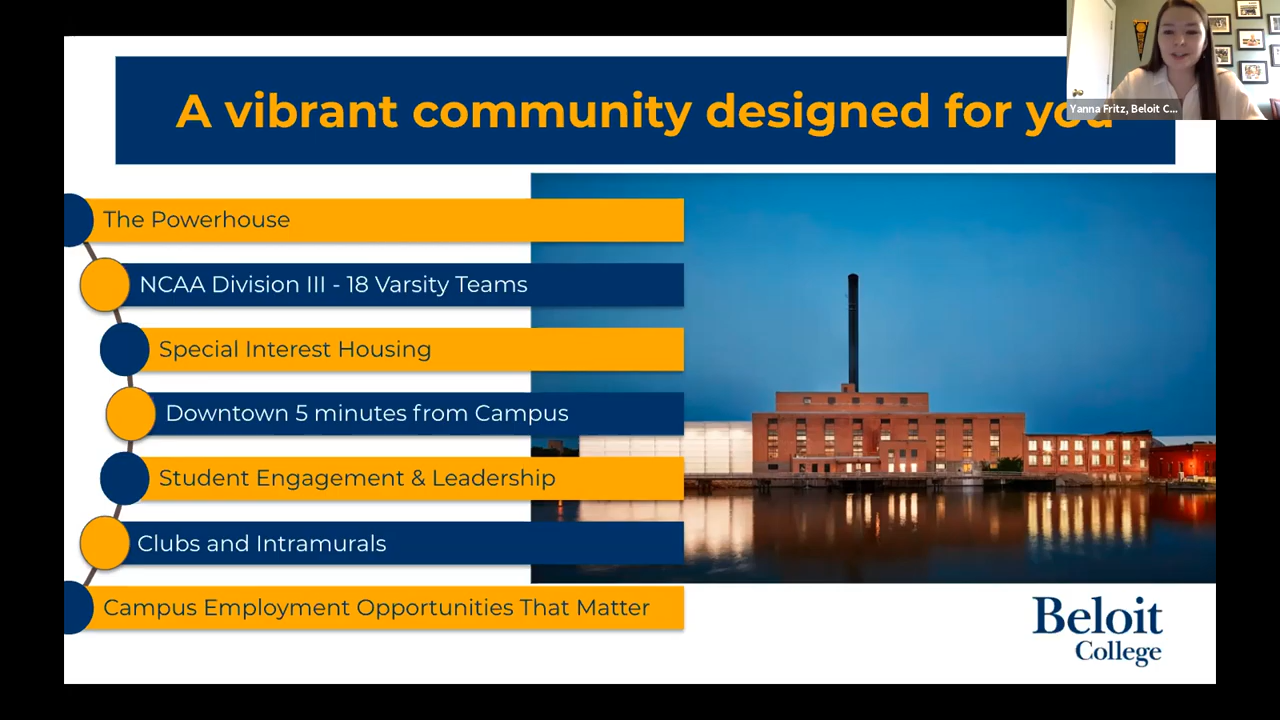 A vibrant community designed for you
Yanna Fritz, Beloit C...
The Powerhouse
NCAA Division III - 18 Varsity Teams
Special Interest Housing
Downtown 5 minutes from Campus
Student Engagement & Leadership
Clubs and Intramurals
Campus Employment Opportunities That Matter
Beloit
College